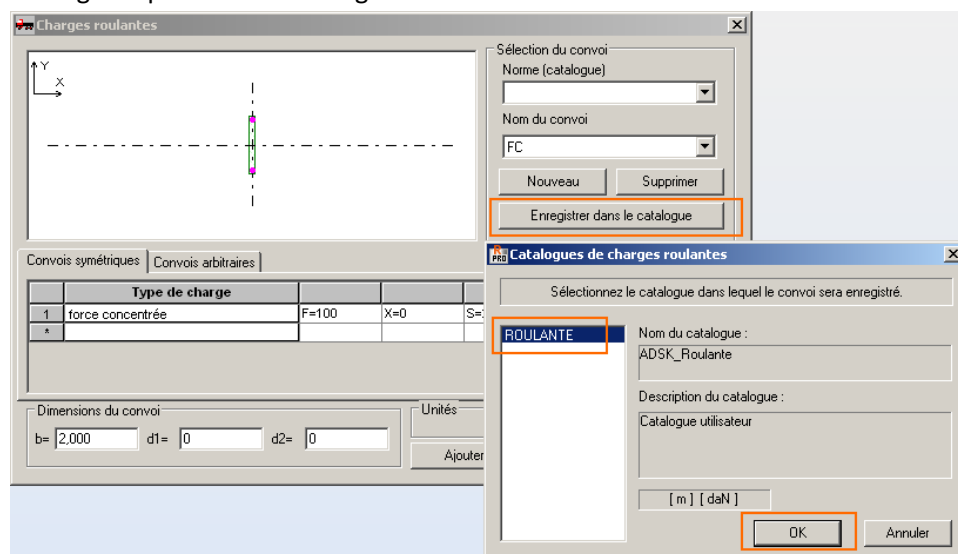 Charges roulantes
Y
X
Sélection du convoi
Norme (catalogue)
Nom du convoi
FC
Nouveau
Supprimer
Enregistrer dans le catalogue
Convois symétriques
Convois arbitraires
Type de charge
1 force concentrée F=100 X=0
*
Dimensions du convoi
b= 2,000 d1= 0 d2= 0
Unités
Ajouter
PRO
Catalogues de charges roulantes
Sélectionnez le catalogue dans lequel le convoi sera enregistré.
ROULANTE
Nom du catalogue :
ADSK_Roulante
Description du catalogue :
Catalogue utilisateur
[ m ] [ daN ]
OK
Annuler